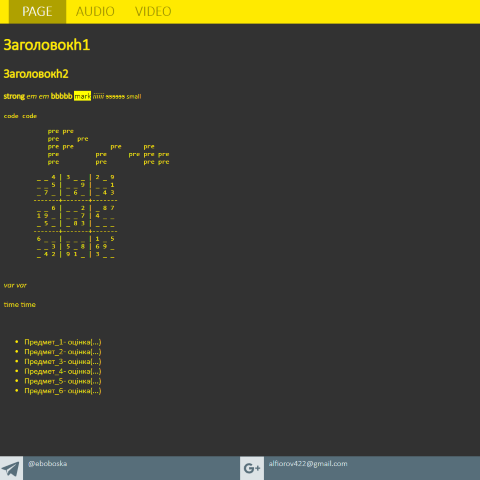 PAGE AUDIO VIDEO
Заголовокh1
Заголовокh2
strong em em bbbbb mark iiiii ssssss small
code code
pre pre
pre     pre
pre pre          pre      pre
pre          pre      pre pre pre
pre          pre          pre pre
_ _ 4 | 3 _ _ | 2 _ 9
_ _ 5 | _ _ 9 | _ _ 1
_ 7 _ | _ 6 _ | _ 4 3
-------+-------+-------
_ _ 6 | _ _ 2 | _ 8 7
1 9 _ | _ _ 7 | 4 _ _
_ 5 _ | _ 8 3 | _ _ _
-------+-------+-------
6 _ _ | _ _ _ | 1 _ 5
_ _ 3 | 5 _ 8 | 6 9 _
_ 4 2 | 9 1 _ | 3 _ _
var var
time time
• Предмет_1- оцінка(...)
• Предмет_2- оцінка(...)
• Предмет_3- оцінка(...)
• Предмет_4- оцінка(...)
• Предмет_5- оцінка(...)
• Предмет_6- оцінка(...)
@eboboska
G+ alfiorov422@gmail.com